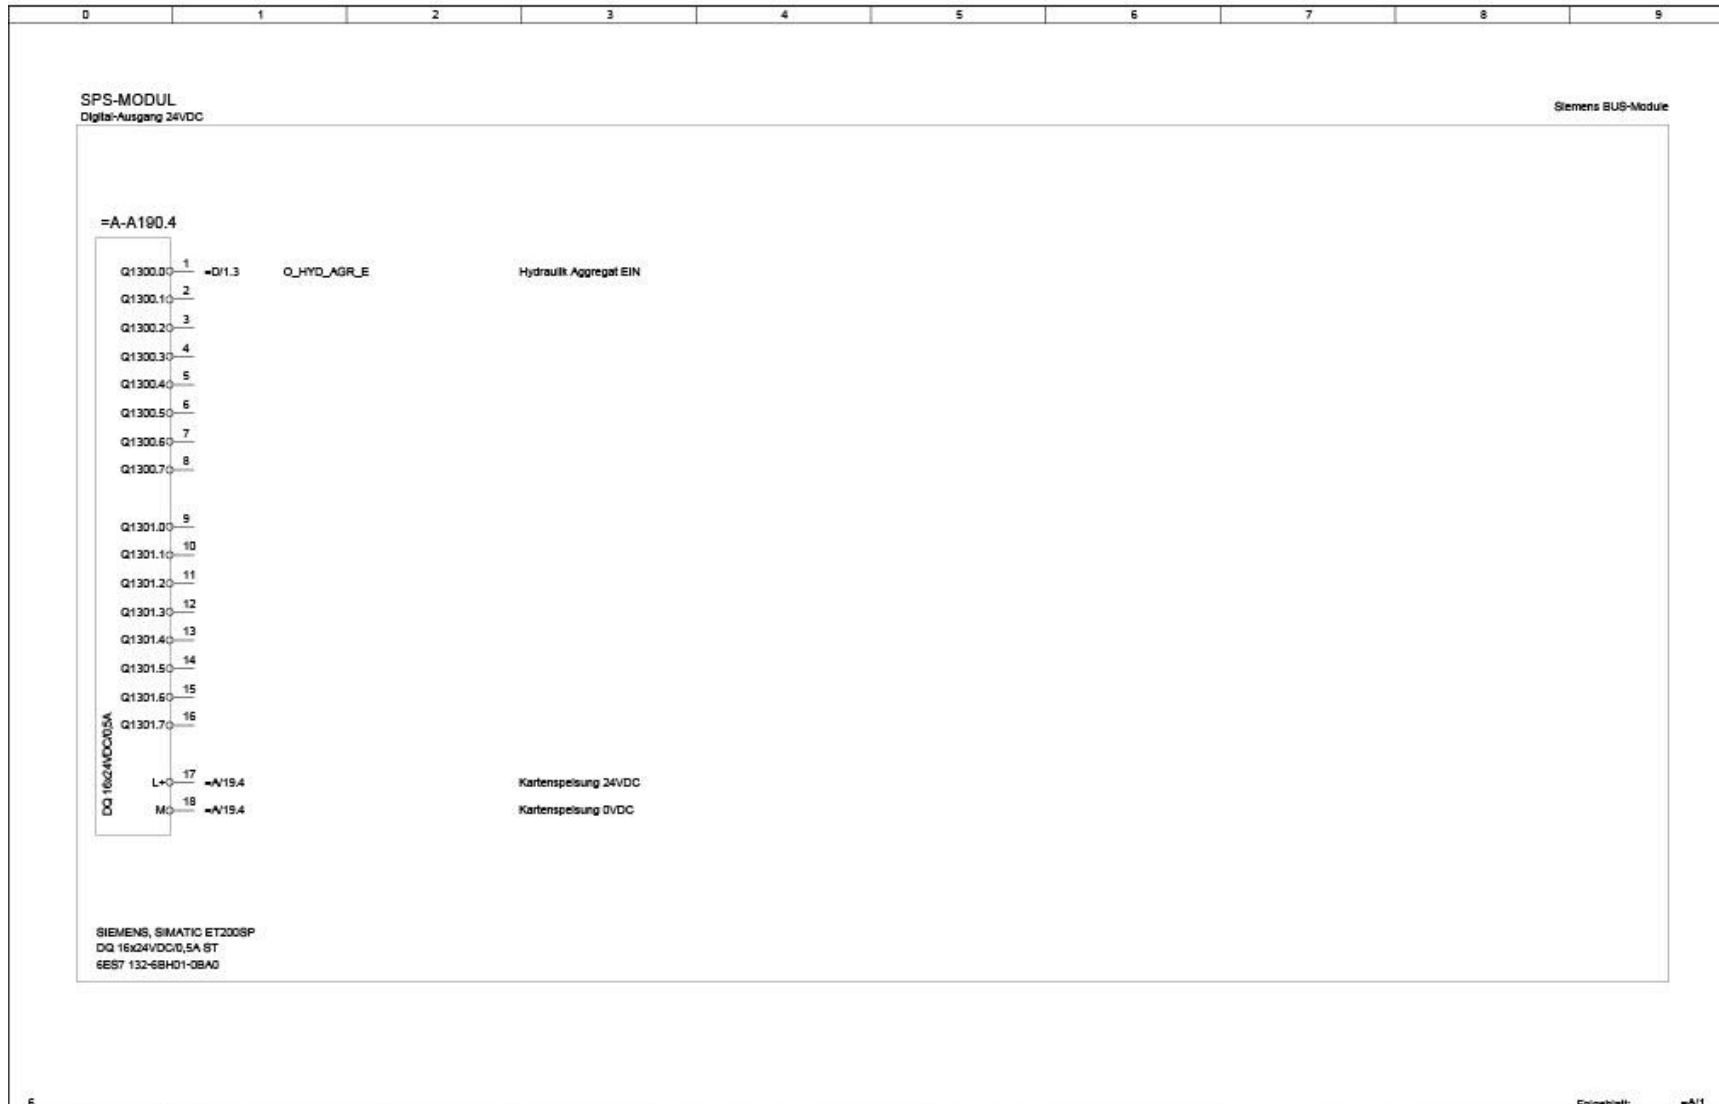 0 1 2 3 4 5 6 7 8 9
SPS-MODUL
Digital-Ausgang 24VDC
Siemens BUS-Module
=A-A190.4
Q1300.0 1 =D/1.3 O_HYD_AGR_E Hydraulik Aggregat EIN
Q1300.1 2
Q1300.2 3
Q1300.3 4
Q1300.4 5
Q1300.5 6
Q1300.6 7
Q1300.7 8
Q1301.0 9
Q1301.1 10
Q1301.2 11
Q1301.3 12
Q1301.4 13
Q1301.5 14
Q1301.6 15
Q1301.7 16
DQ 16x24VDC/0,5A
L+ 17 =A/19.4 Kartenspeisung 24VDC
M 18 =A/19.4 Kartenspeisung 0VDC
SIEMENS, SIMATIC ET200SP
DQ 16x24VDC/0,5A ST
6ES7 132-6BH01-0BA0